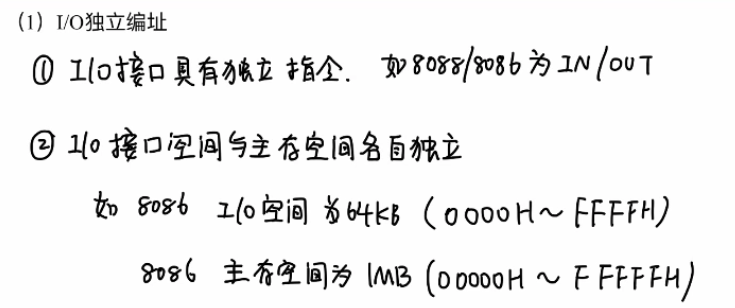 (1) I/O独立编址
① I/O接口具有独立指令. 如8088/8086为IN/OUT
② I/O接口空间与主存空间各自独立
如 8086 I/O空间为64KB (0000H~FFFFH)
8086 主存空间为1MB (00000H~FFFFFH)